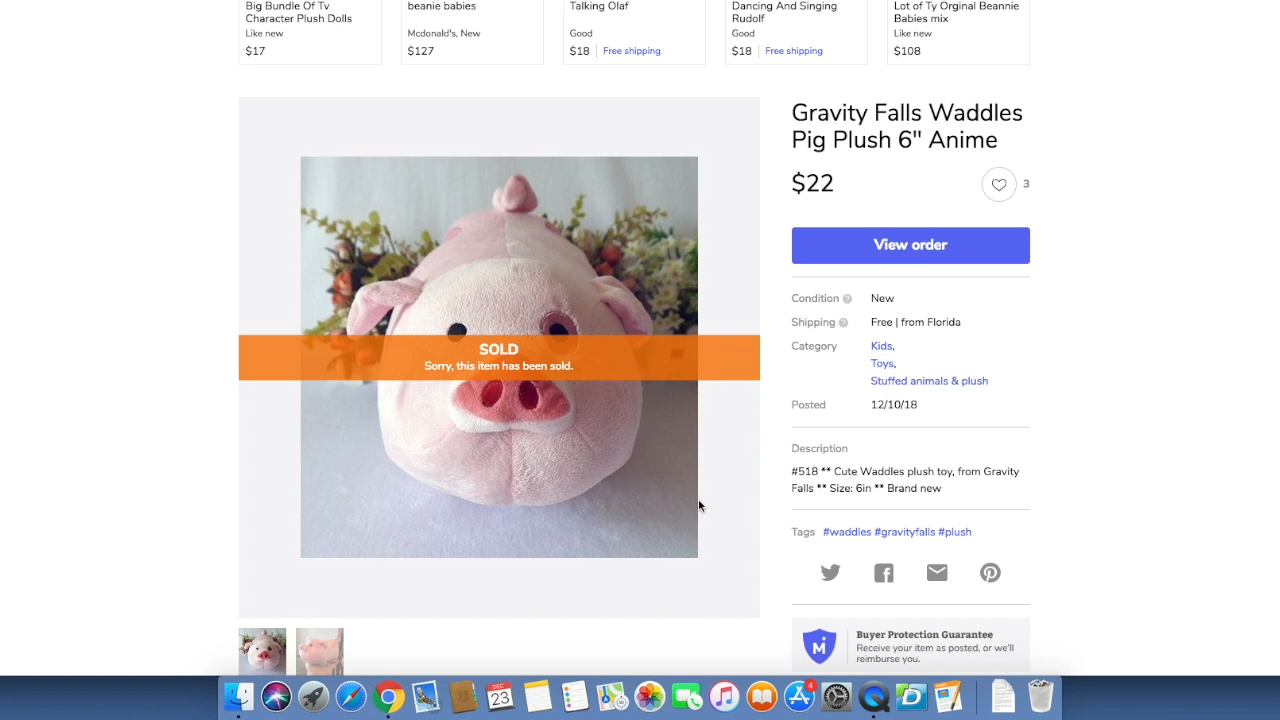 Big Bundle Of Ty
Character Plush Dolls
Like new
$17
beanie babies
Mcdonald's, New
$127
Talking Olaf
Good
$18 | Free shipping
Dancing And Singing
Rudolf
Good
$18 | Free shipping
Lot of Ty Orginal Beannie
Babies mix
Like new
$108
Gravity Falls Waddles
Pig Plush 6" Anime
$22
3
View order
SOLD
Sorry, this item has been sold.
Condition ? New
Shipping ? Free | from Florida
Category Kids,
Toys,
Stuffed animals & plush
Posted 12/10/18
Description
#518 ** Cute Waddles plush toy, from Gravity
Falls ** Size: 6in ** Brand new
Tags #waddles #gravityfalls #plush
M
Buyer Protection Guarantee
Receive your item as posted, or we'll
reimburse you.
DEC
23
4